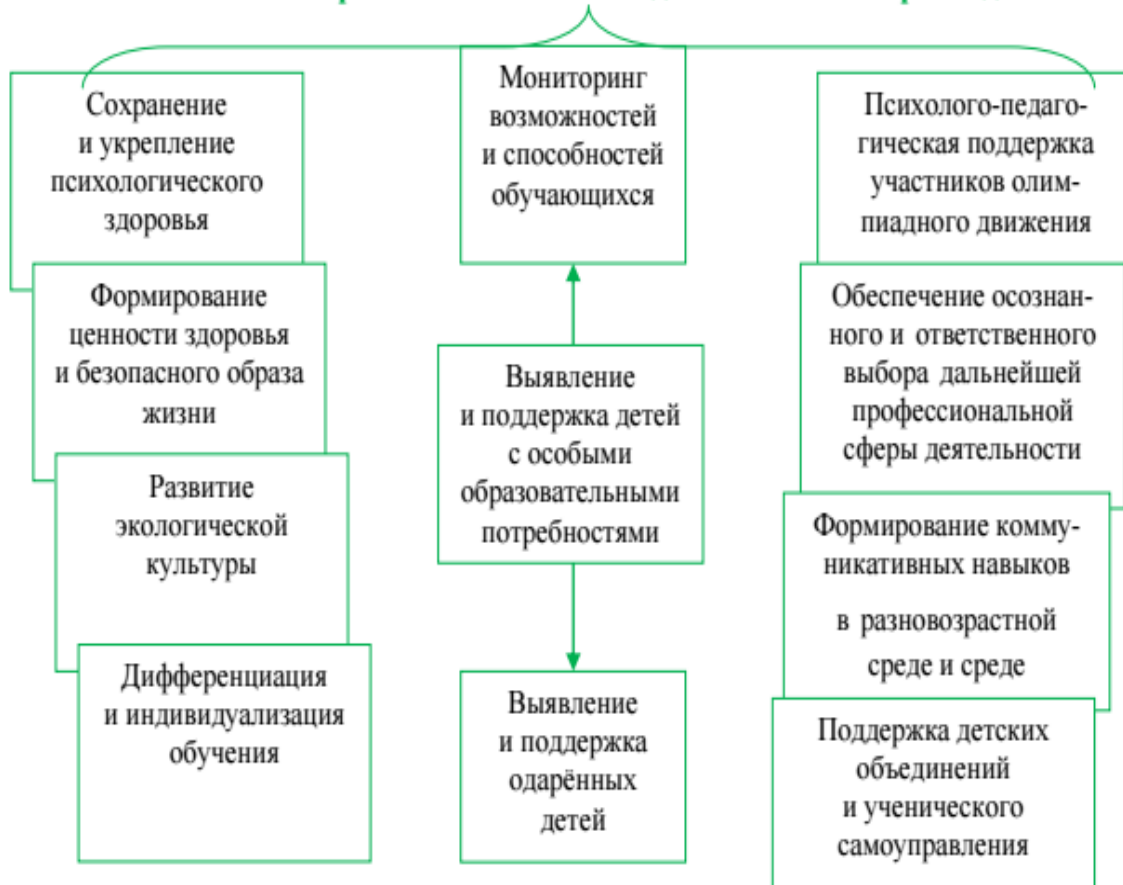 Сохранение
и укрепление
психологического
здоровья
Формирование
ценности здоровья
и безопасного образа
жизни
Развитие
экологической
культуры
Дифференциация
и индивидуализация
обучения
Мониторинг
возможностей
и способностей
обучающихся
Выявление
и поддержка детей
с особыми
образовательными
потребностями
Выявление
и поддержка
одарённых
детей
Психолого-педаго-
гическая поддержка
участников олим-
пиадного движения
Обеспечение осознан-
ного и ответственного
выбора дальнейшей
профессиональной
сферы деятельности
Формирование комму-
никативных навыков
в разновозрастной
среде и среде
Поддержка детских
объединений
и ученического
самоуправления